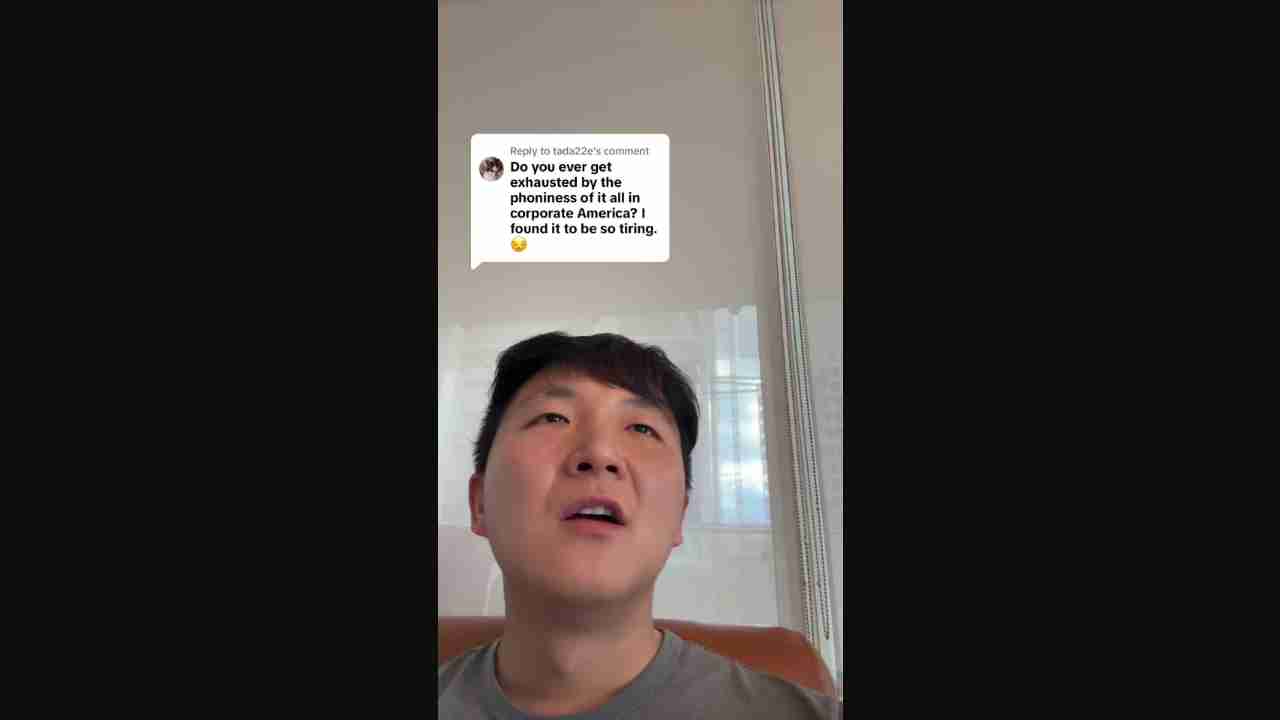 Reply to tada22e's comment
Do you ever get
exhausted by the
phoniness of it all in
corporate America? I
found it to be so tiring.
😔